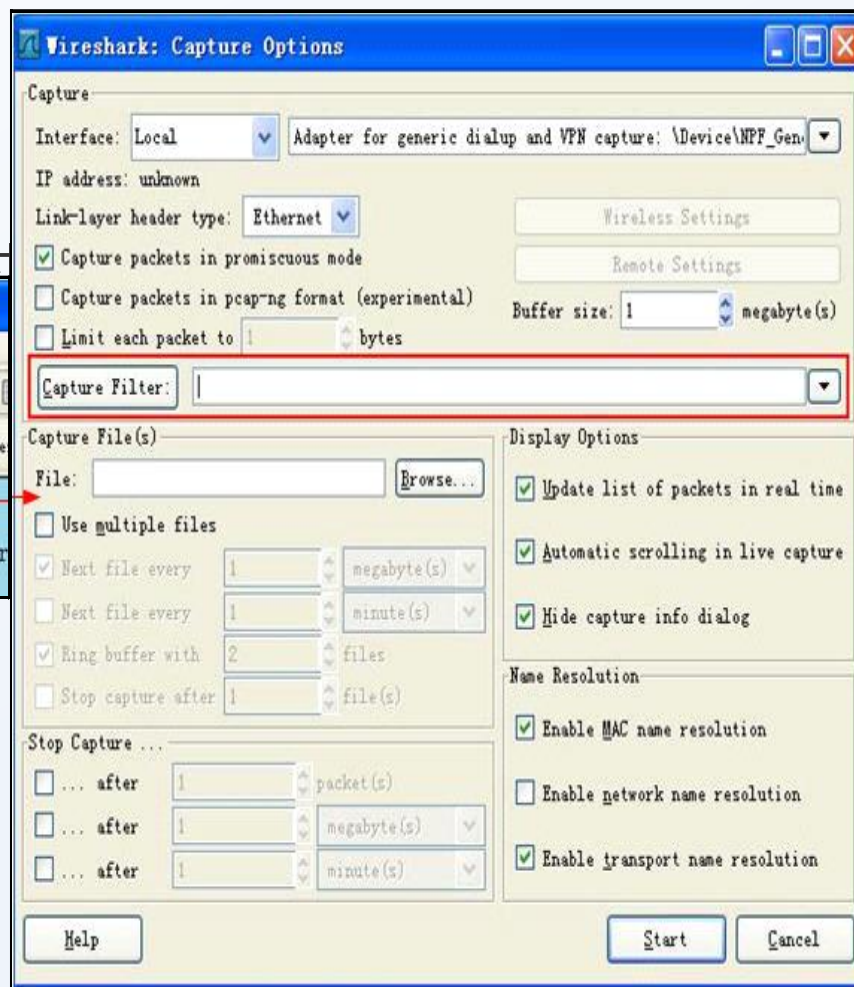 Wireshark: Capture Options
Capture
Interface: Local Adapter for generic dialup and VPN capture: \Device\NPF_Gen
IP address: unknown
Link-layer header type: Ethernet
Wireless Settings
Capture packets in promiscuous mode
Remote Settings
Capture packets in pcap-ng format (experimental)
Buffer size: 1 megabyte(s)
Limit each packet to 1 bytes
Capture Filter:
Capture File(s)
File: Browse...
Use multiple files
Next file every 1 megabyte(s)
Next file every 1 minute(s)
Ring buffer with 2 files
Stop capture after 1 file(s)
Stop Capture ...
... after 1 packet(s)
... after 1 megabyte(s)
... after 1 minute(s)
Display Options
Update list of packets in real time
Automatic scrolling in live capture
Hide capture info dialog
Name Resolution
Enable MAC name resolution
Enable network name resolution
Enable transport name resolution
Help
Start
Cancel